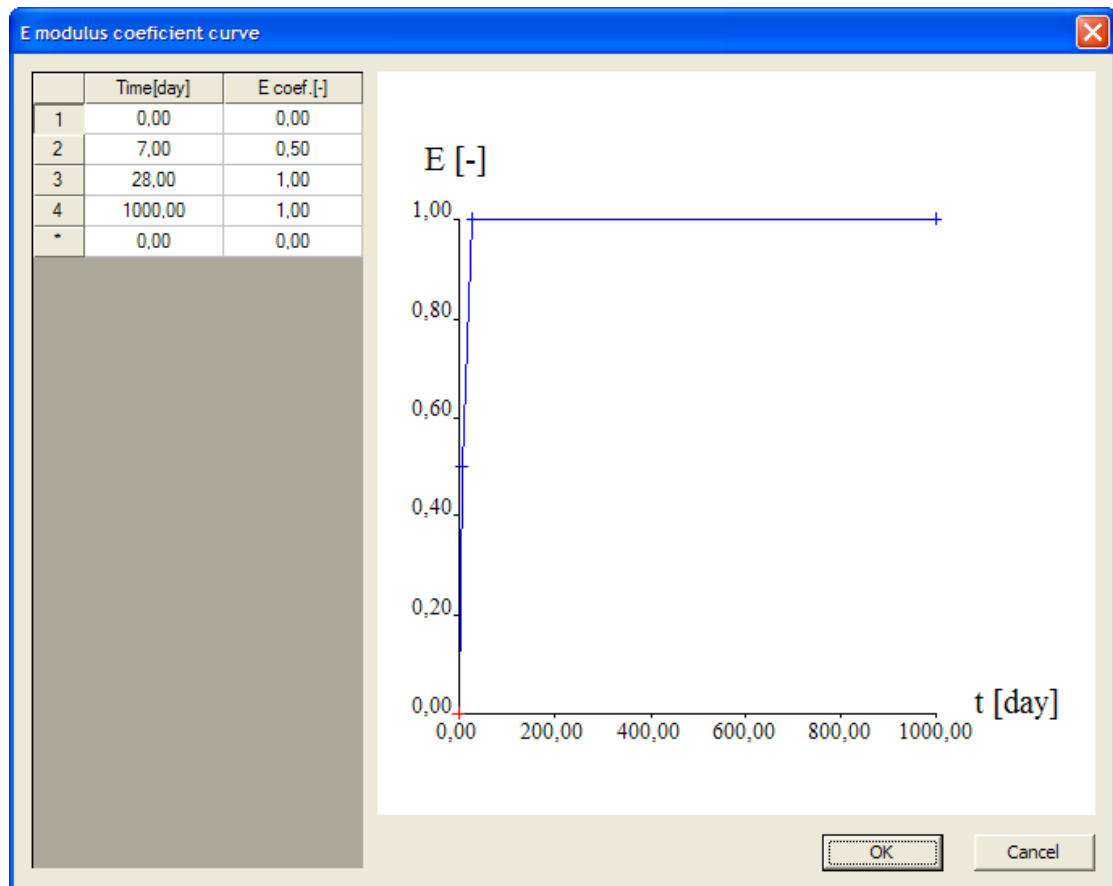 E modulus coeficient curve
Time[day] E coef.[-]
1 0,00 0,00
2 7,00 0,50
3 28,00 1,00
4 1000,00 1,00
* 0,00 0,00
E [-]
1,00
0,80
0,60
0,40
0,20
0,00
0,00 200,00 400,00 600,00 800,00 1000,00
t [day]
OK Cancel